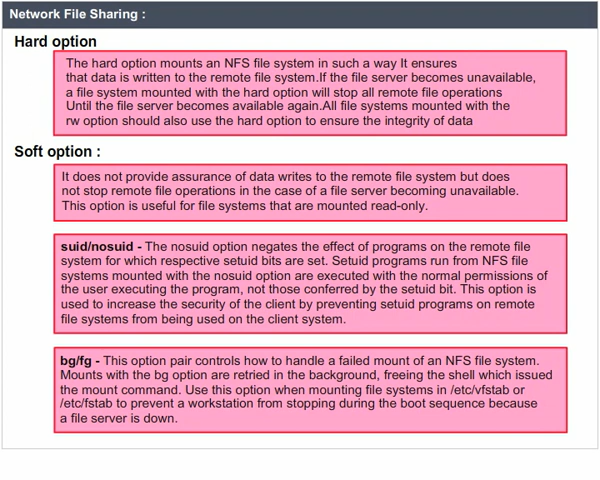 Network File Sharing :
Hard option
The hard option mounts an NFS file system in such a way It ensures
that data is written to the remote file system.If the file server becomes unavailable,
a file system mounted with the hard option will stop all remote file operations
Until the file server becomes available again.All file systems mounted with the
rw option should also use the hard option to ensure the integrity of data
Soft option :
It does not provide assurance of data writes to the remote file system but does
not stop remote file operations in the case of a file server becoming unavailable.
This option is useful for file systems that are mounted read-only.
suid/nosuid - The nosuid option negates the effect of programs on the remote file
system for which respective setuid bits are set. Setuid programs run from NFS file
systems mounted with the nosuid option are executed with the normal permissions of
the user executing the program, not those conferred by the setuid bit. This option is
used to increase the security of the client by preventing setuid programs on remote
file systems from being used on the client system.
bg/fg - This option pair controls how to handle a failed mount of an NFS file system.
Mounts with the bg option are retried in the background, freeing the shell which issued
the mount command. Use this option when mounting file systems in /etc/vfstab or
/etc/fstab to prevent a workstation from stopping during the boot sequence because
a file server is down.